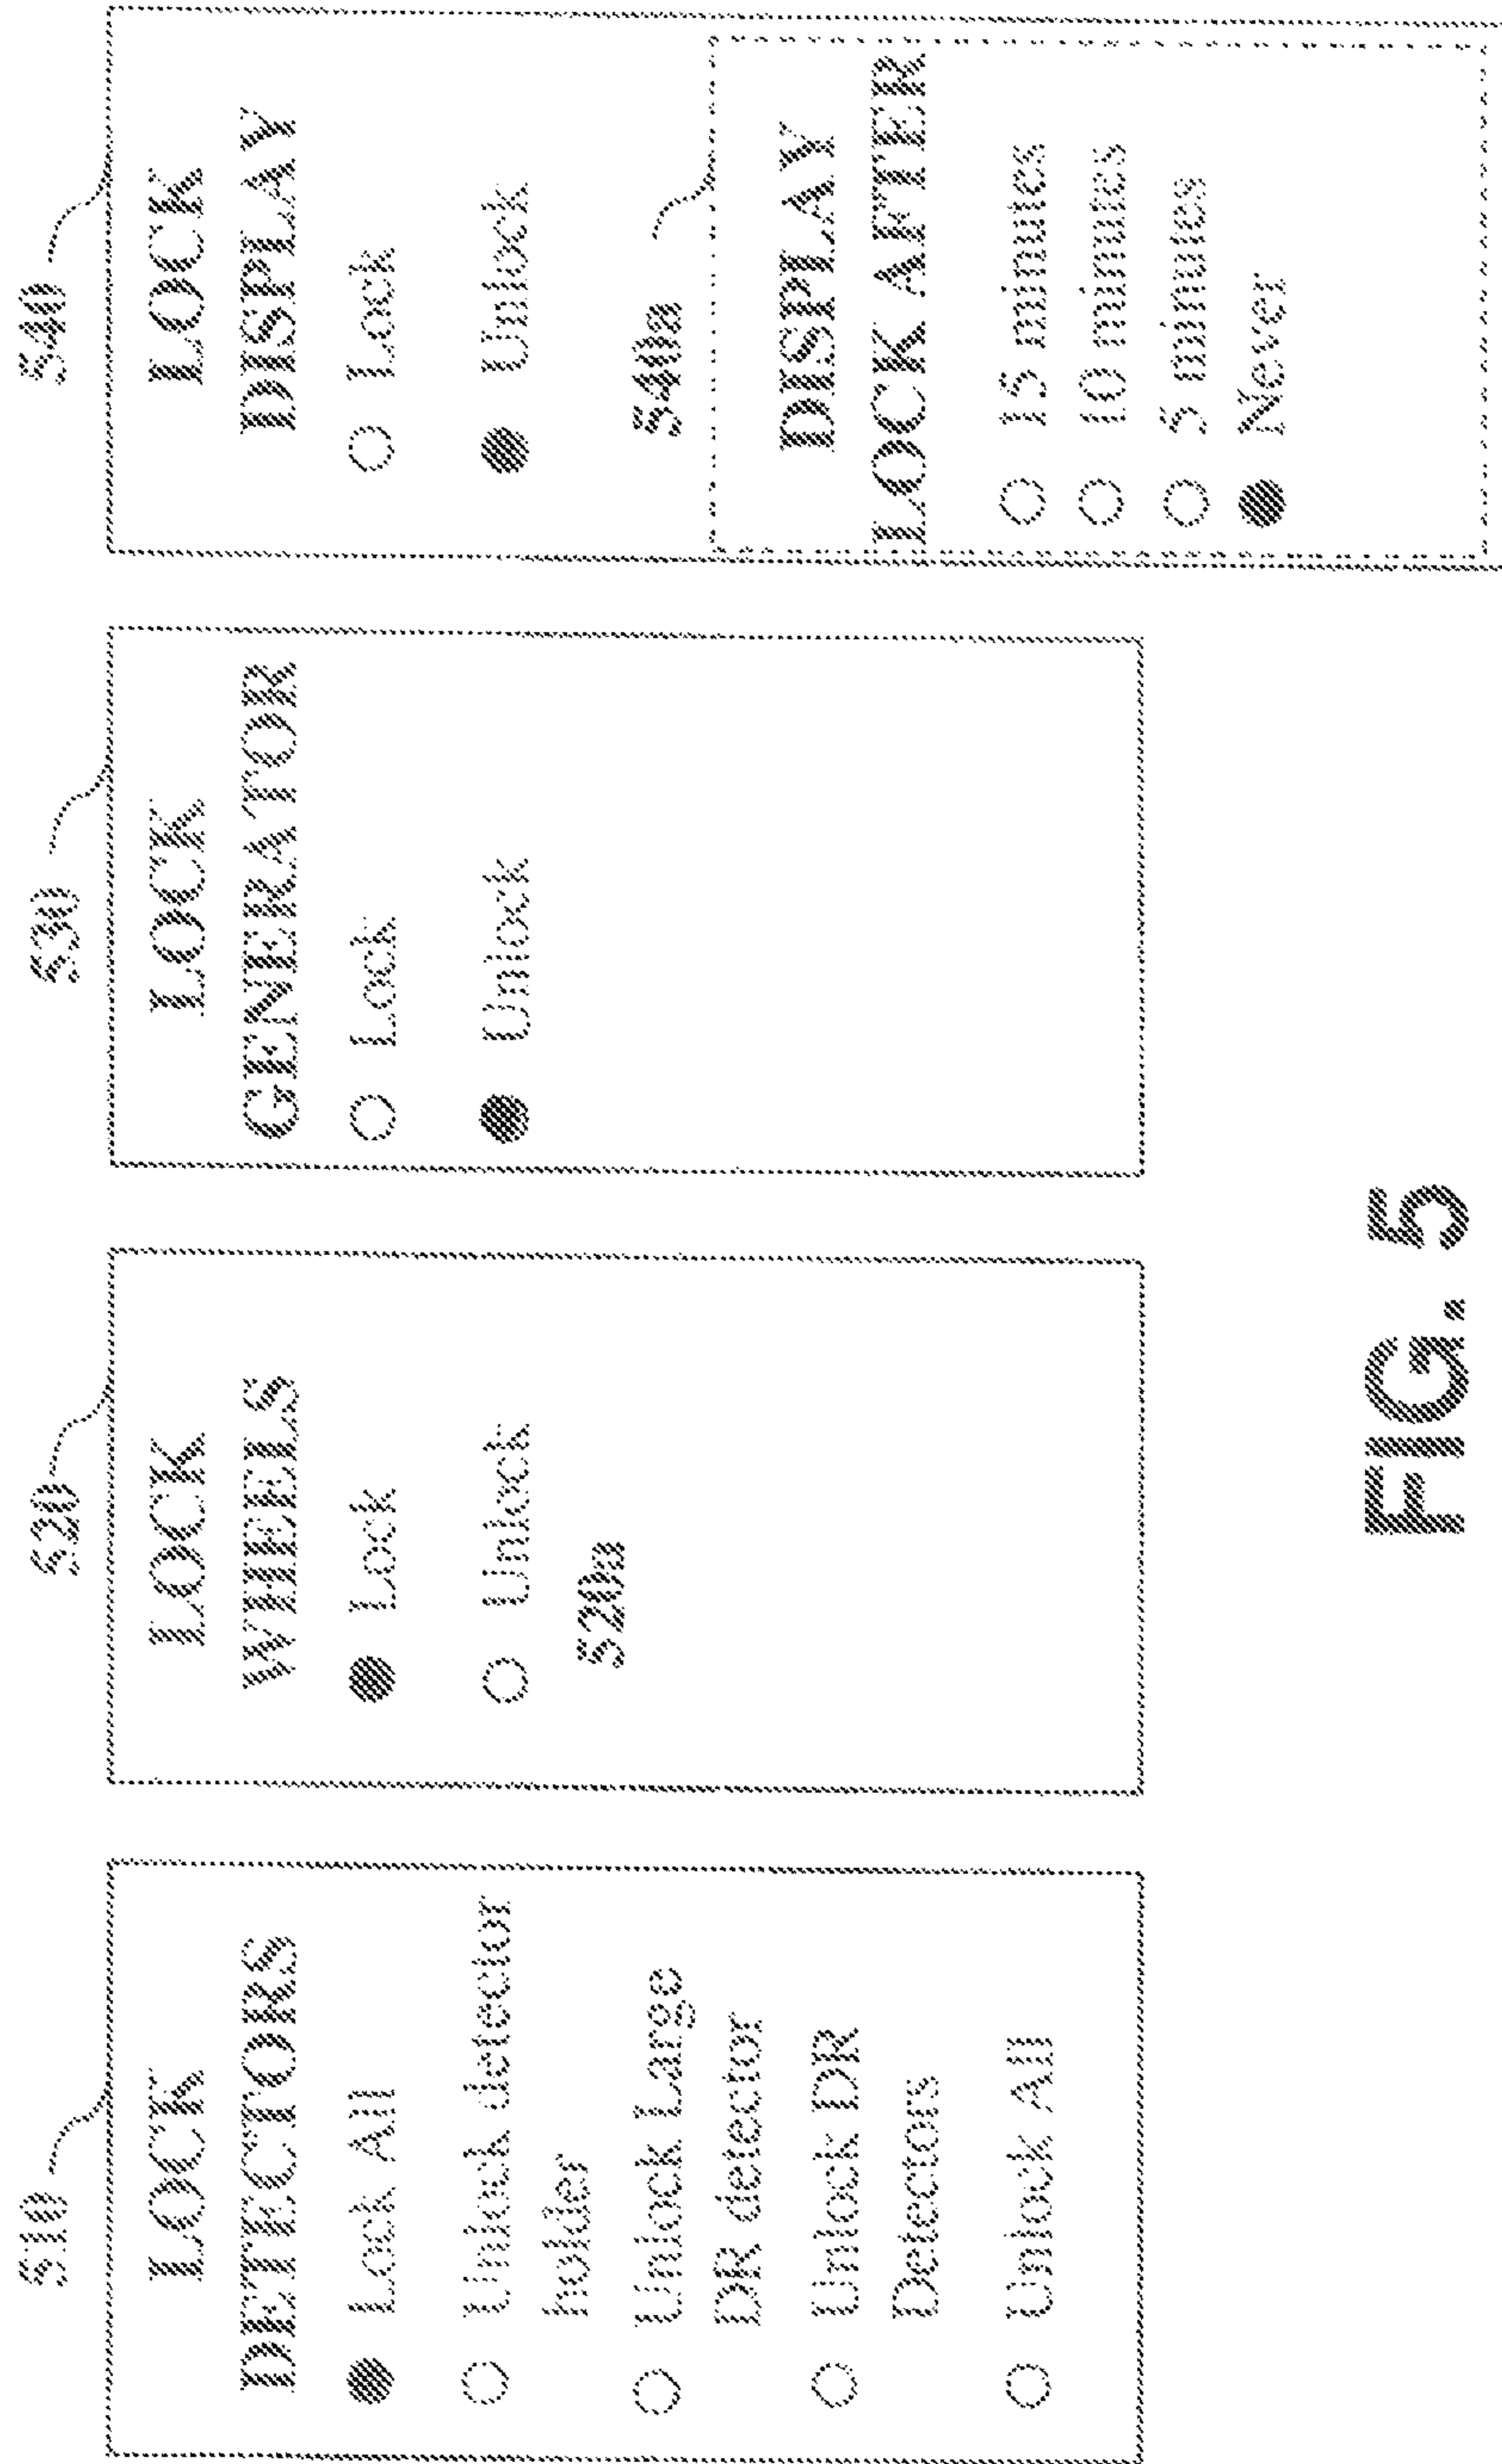 510
LOCK
DETECTORS
Lock All
Unlock detector
holder
Unlock Large
DR detector
Unlock DR
Detectors
Unlock All
520
LOCK
WHEELS
Lock
Unlock
520a
530
LOCK
GENERATOR
Lock
Unlock
540
LOCK
DISPLAY
Lock
Unlock
540a
DISPLAY
LOCK AFTER
15 minutes
10 minutes
5 minutes
Never
FIG. 5